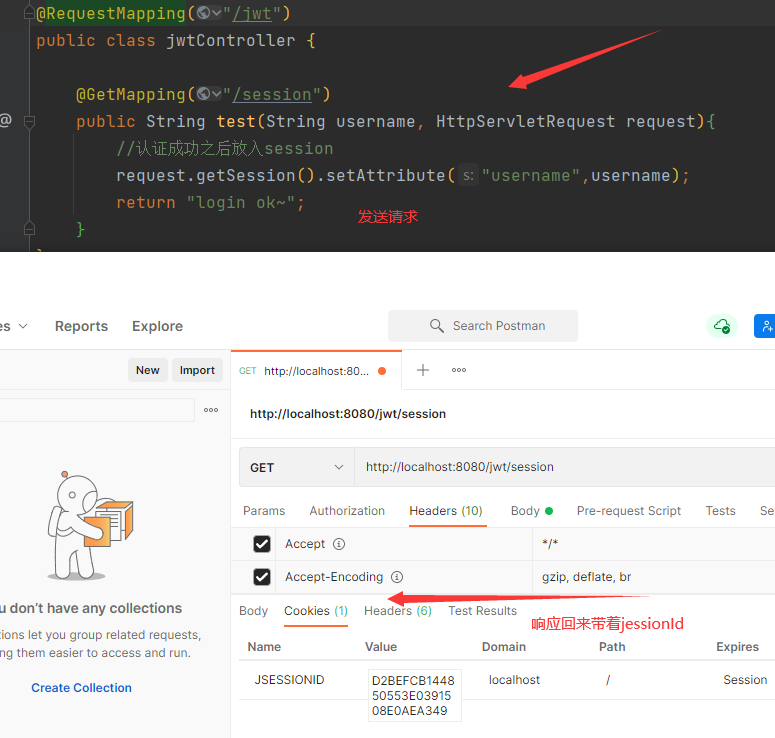 @RequestMapping("/jwt")
public class jwtController {
@GetMapping("/session")
@
public String test(String username, HttpServletRequest request){
//认证成功之后放入session
request.getSession().setAttribute( s: "username",username);
return "login ok~";
发送请求
}
es
Reports
Explore
Search Postman
New
Import
GET http://localhost:80...
http://localhost:8080/jwt/session
GET
http://localhost:8080/jwt/session
Params
Authorization
Headers (10)
Body
Pre-request Script
Tests
Se
Accept
*/*
Accept-Encoding
gzip, deflate, br
u don't have any collections
tions let you group related requests,
ng them easier to access and run.
Create Collection
Body
Cookies (1)
Headers (6)
Test Results
响应回来带着jessionId
Name
Value
Domain
Path
Expires
JSESSIONID
D2BEFCB1448
50553E03915
08E0AEA349
localhost
/
Session